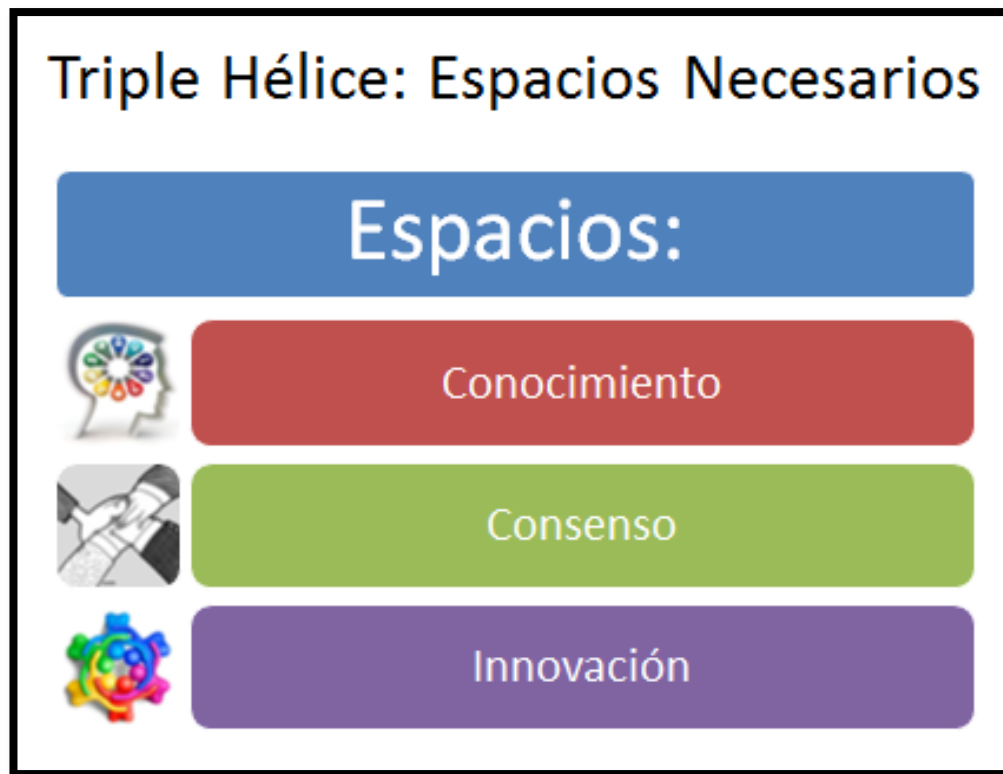 Triple Hélice: Espacios Necesarios
Espacios:
Conocimiento
Consenso
Innovación